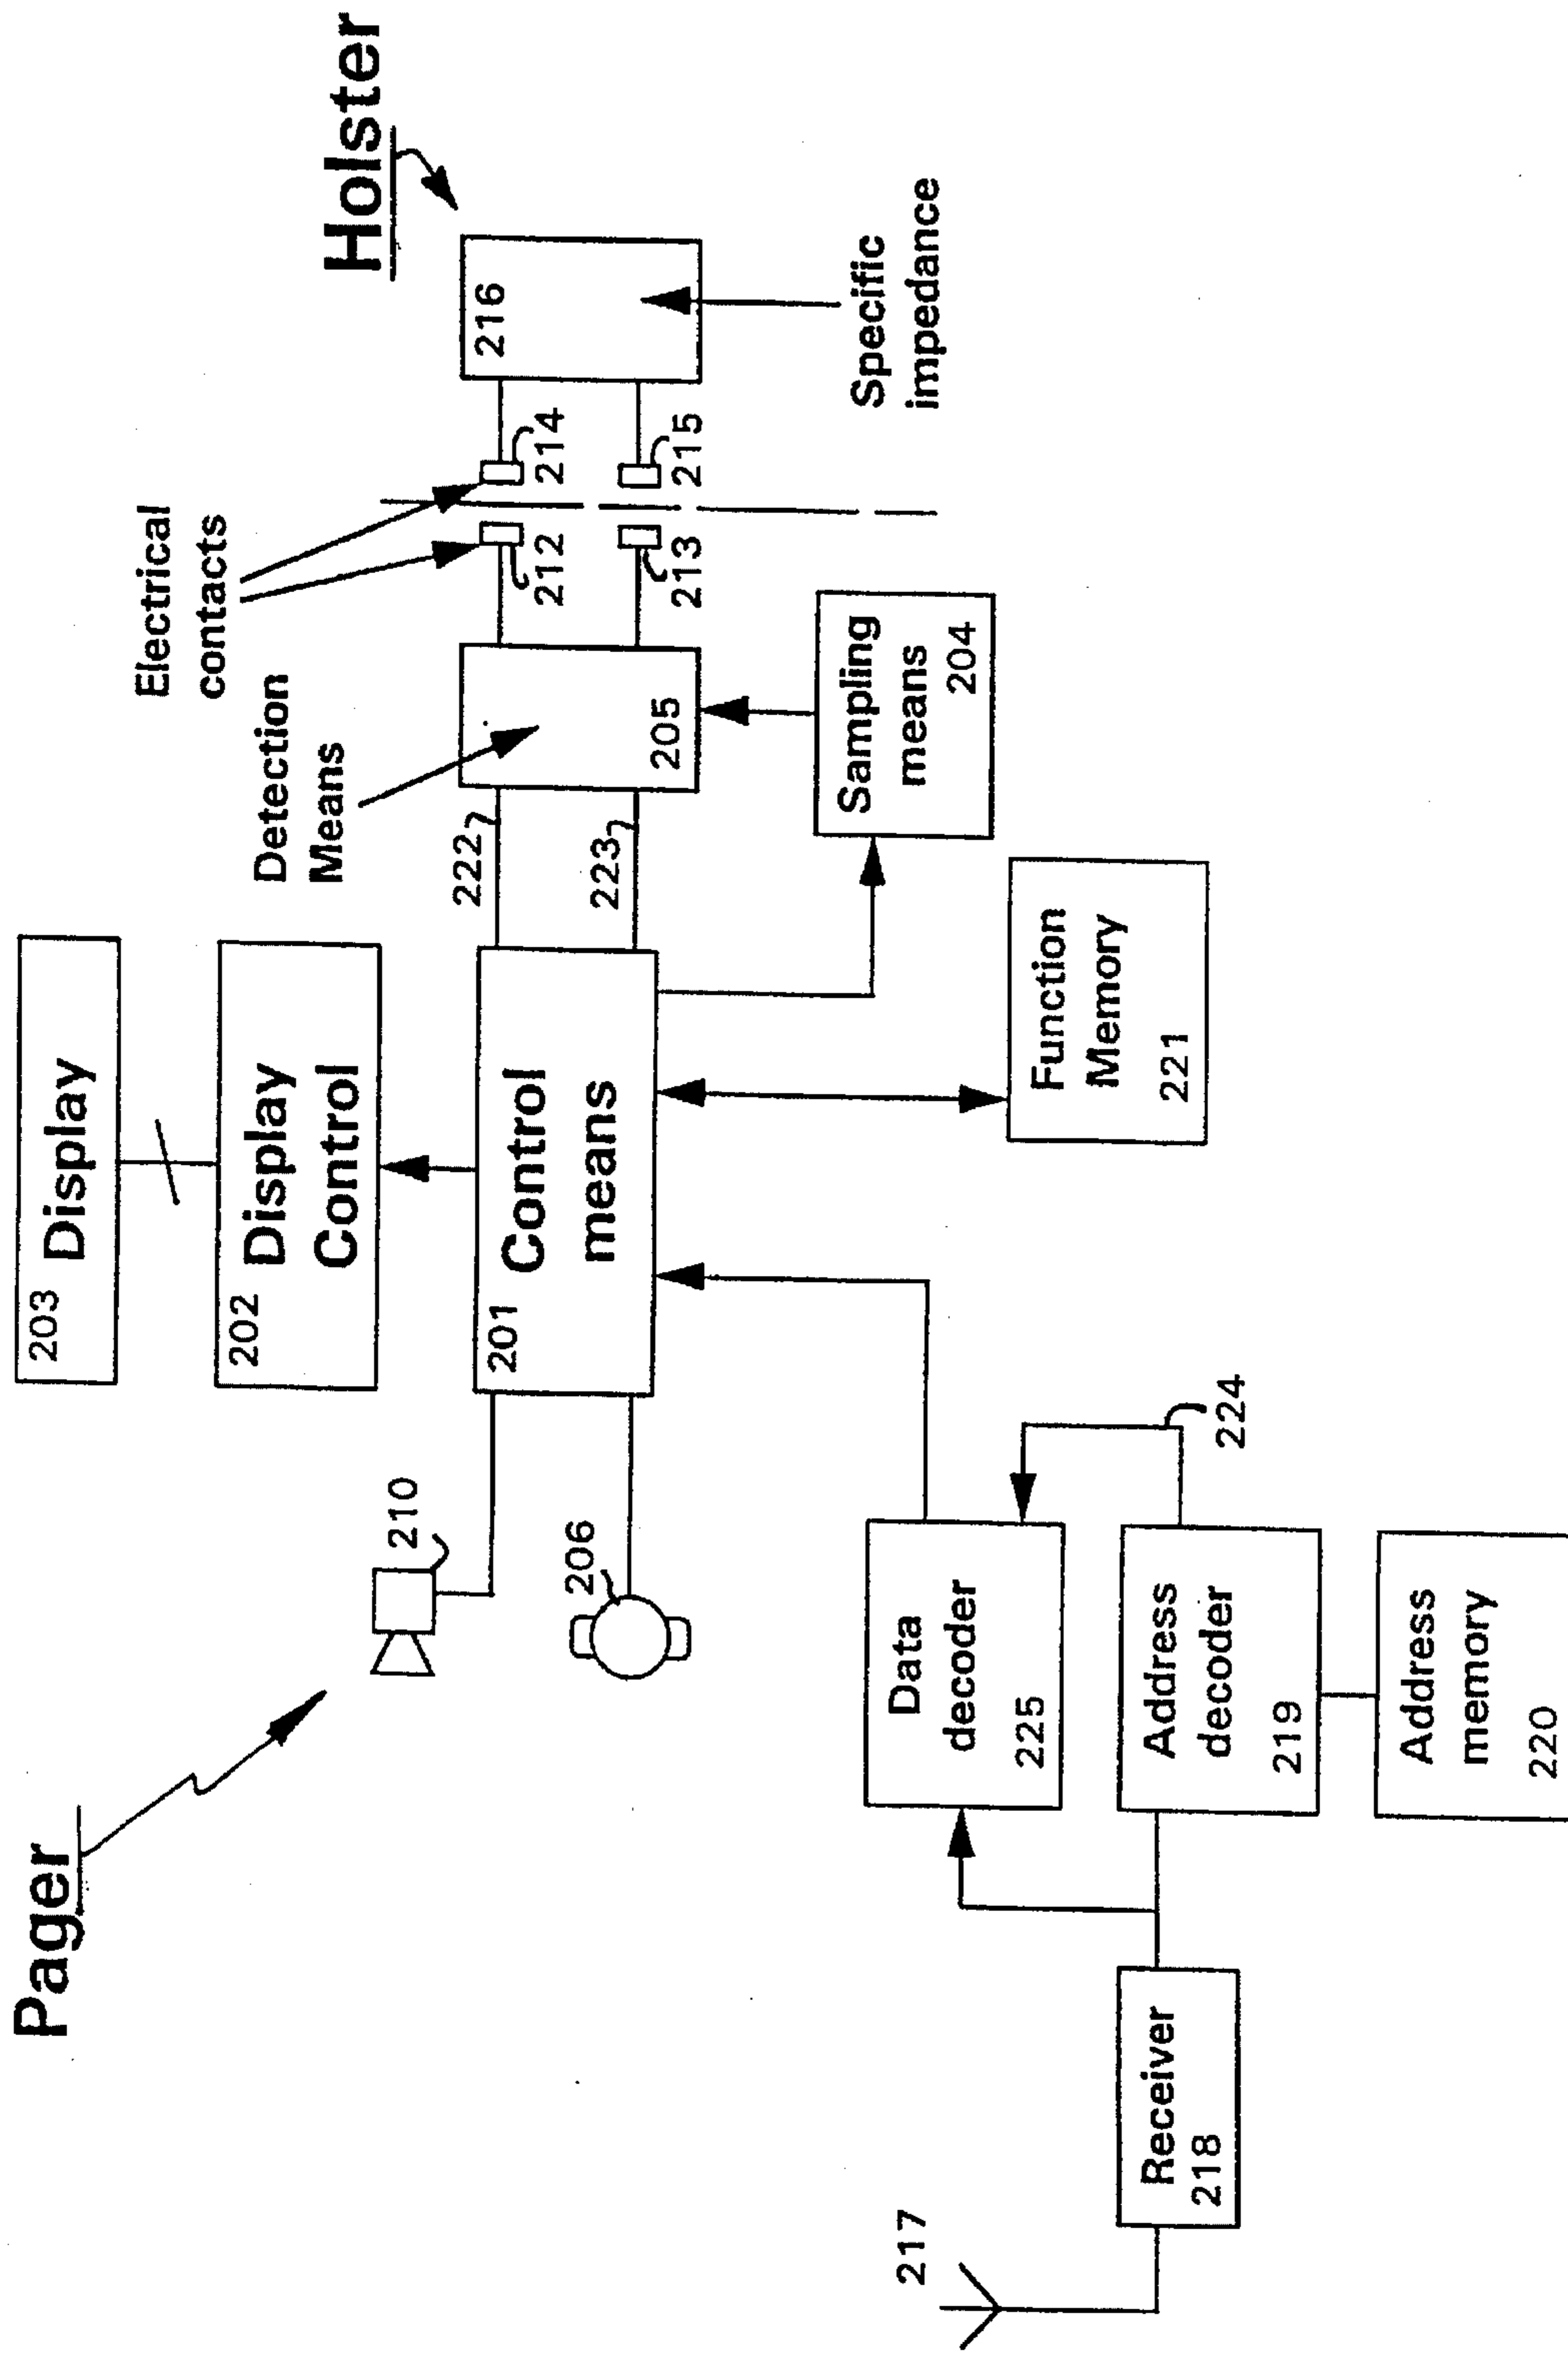 Pager
Holster
203
Display
202
Display
Control
201
Control
means
210
206
Detection
Means
Electrical
contacts
222
223
205
212
213
214
215
216
Specific
impedance
Sampling
means
204
Function
Memory
221
224
Data
decoder
225
Address
decoder
219
Address
memory
220
Receiver
218
217